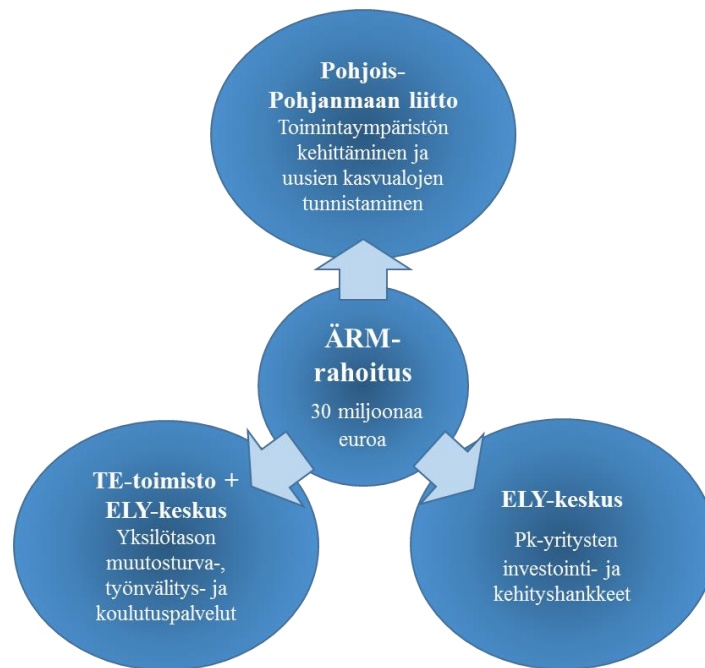 Pohjois-
Pohjanmaan liitto
Toimintaympäristön
kehittäminen ja
uusien kasvualojen
tunnistaminen
ÄRM-
rahoitus
30 miljoonaa
euroa
TE-toimisto +
ELY-keskus
Yksilötason
muutosturva-,
työnvälitys- ja
koulutuspalvelut
ELY-keskus
Pk-yritysten
investointi- ja
kehityshankkeet